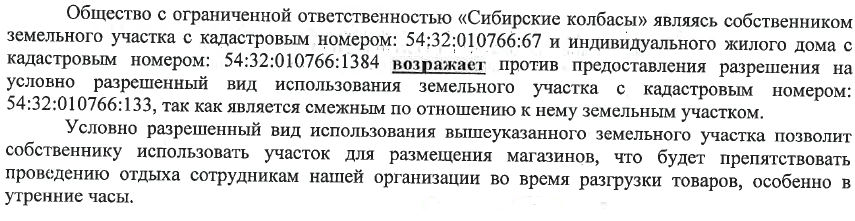 Общество с ограниченной ответственностью «Сибирские колбасы» являясь собственником
земельного участка с кадастровым номером: 54:32:010766:67 и индивидуального жилого дома с
кадастровым номером: 54:32:010766:1384 возражает против предоставления разрешения на
условно разрешенный вид использования земельного участка с кадастровым номером:
54:32:010766:133, так как является смежным по отношению к нему земельным участком.
Условно разрешенный вид использования вышеуказанного земельного участка позволит
собственнику использовать участок для размещения магазинов, что будет препятствовать
проведению отдыха сотрудникам нашей организации во время разгрузки товаров, особенно в
утренние часы.